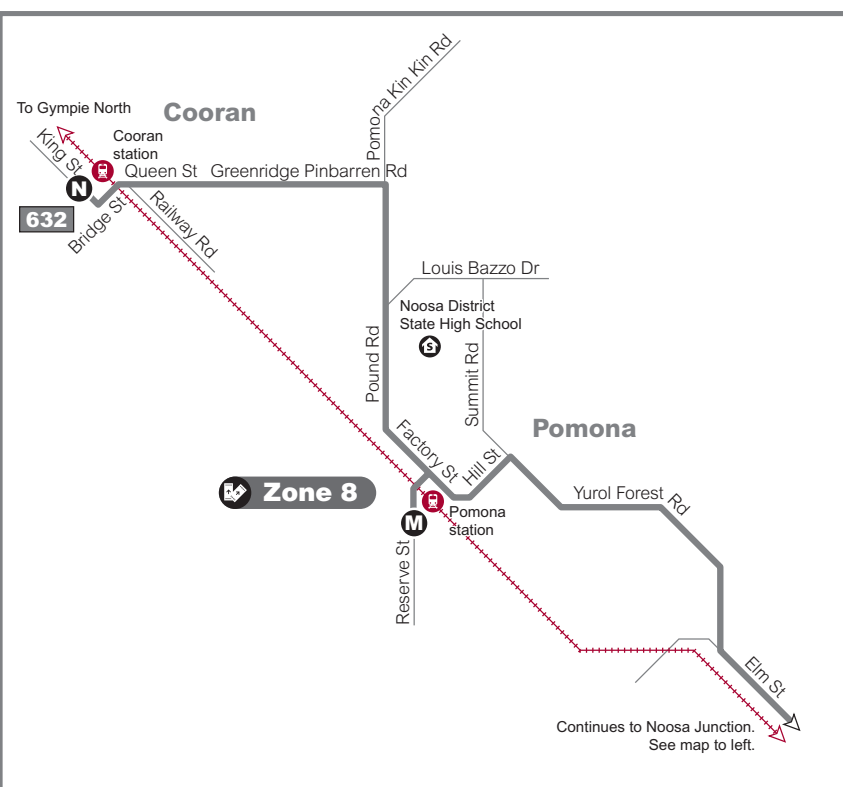 Pomona Kin Kin Rd
To Gympie North
Cooran
King St
Cooran
station
Queen St
Greenridge Pinbarren Rd
N
632
Bridge St
Railway Rd
Louis Bazzo Dr
Noosa District
State High School
S
Pound Rd
Summit Rd
Pomona
Factory St
Hill St
Zone 8
Yurol Forest Rd
M
Pomona
station
Reserve St
Elm St
Continues to Noosa Junction.
See map to left.